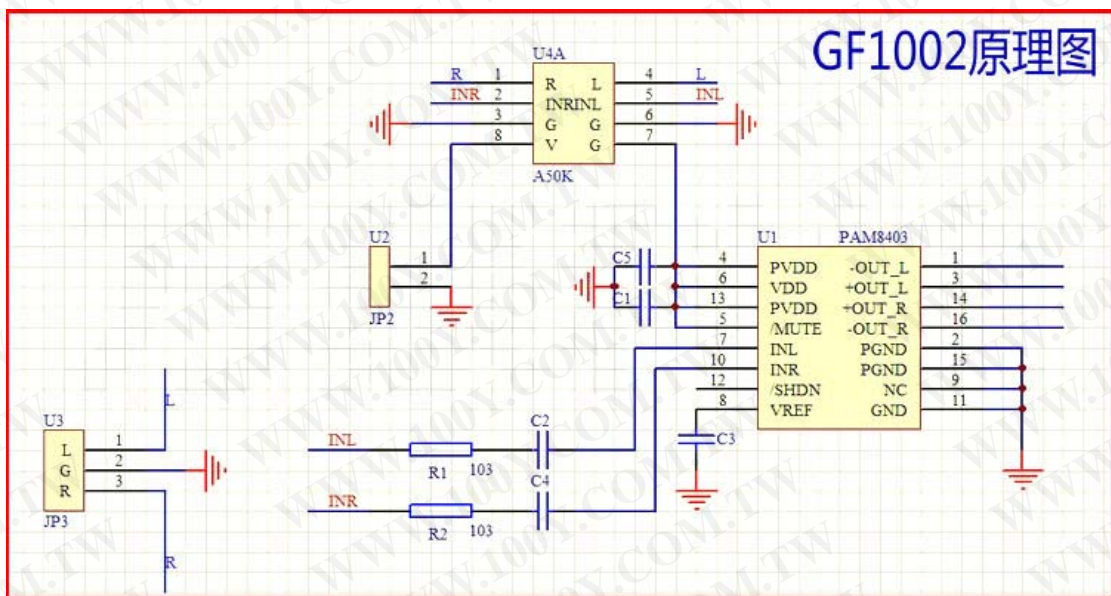 GF1002原理图
U4A
R 1 R L 4 L
INR 2 INR INL 5 INL
3 G G 6
8 V G 7
A50K
U2
1
2
JP2
U1 PAM8403
C5 4 PVDD -OUT_L 1
6 VDD +OUT_L 3
C1 13 PVDD +OUT_R 14
5 /MUTE -OUT_R 16
7 INL PGND 2
10 INR PGND 15
12 /SHDN NC 9
8 VREF GND 11
C3
L
U3
L 1
G 2
R 3
JP3
R
INL R1 103 C2
INR R2 103 C4
WWW.100Y.COM.TW